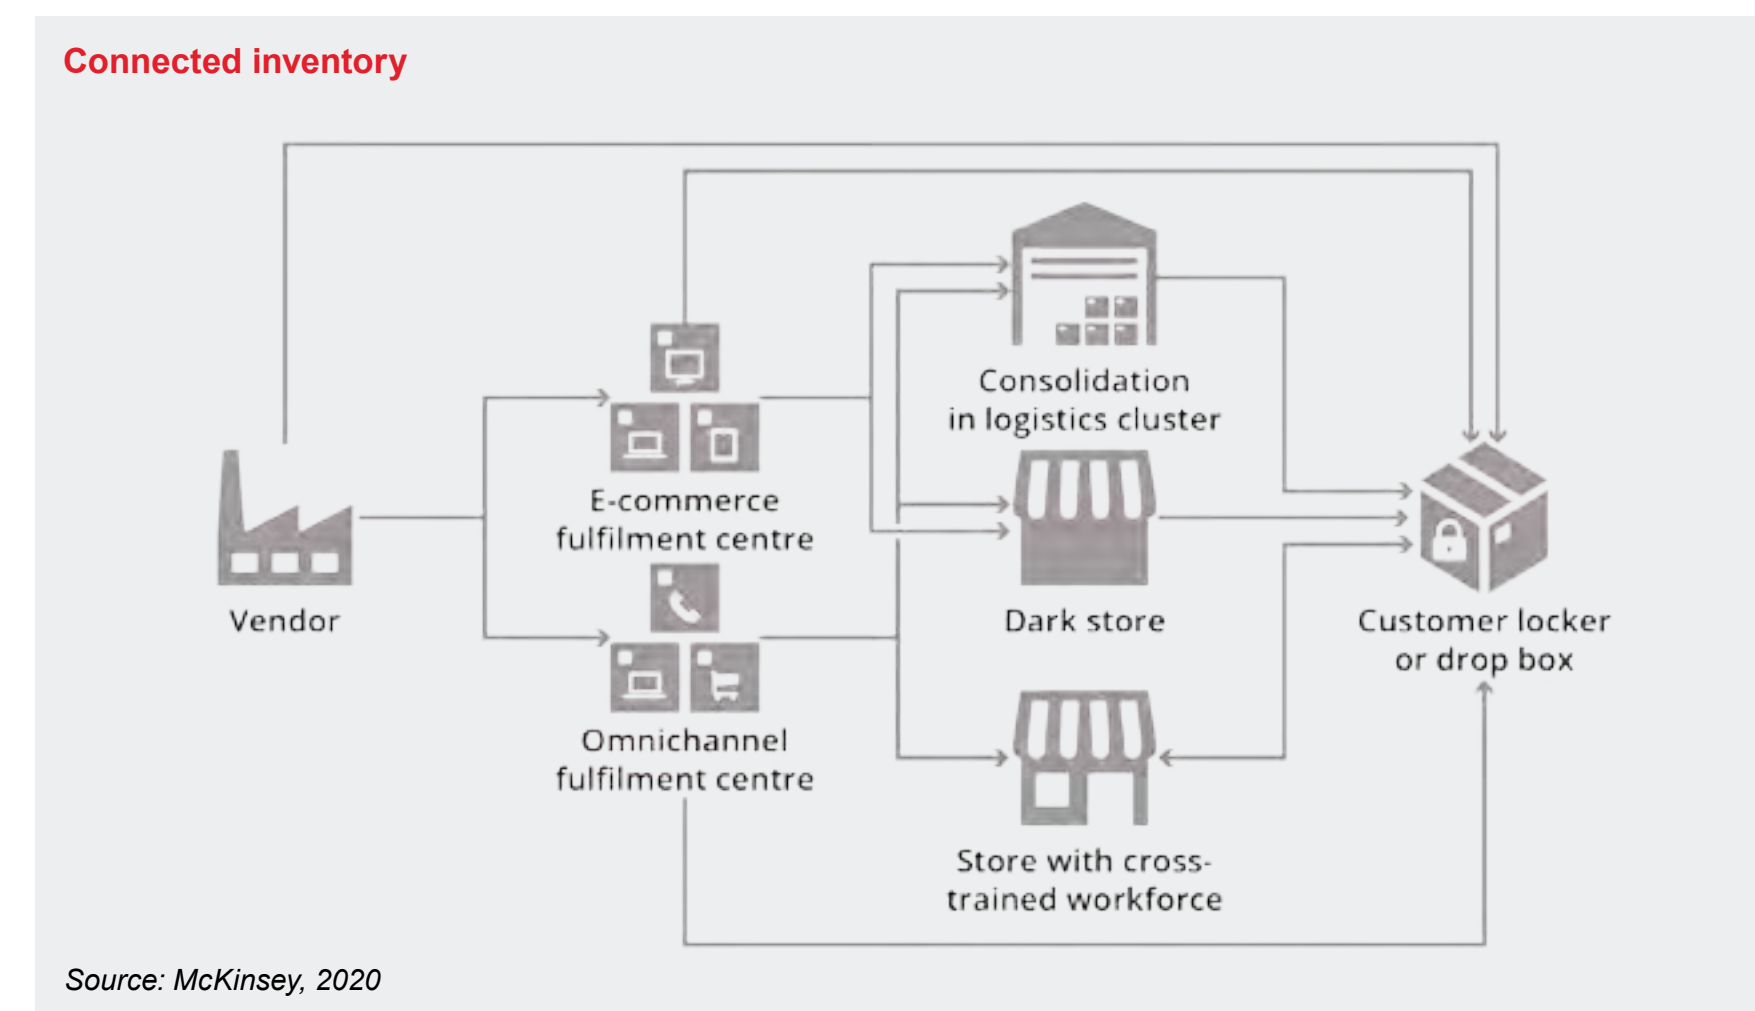 Connected inventory
Consolidation
in logistics cluster
E-commerce
fulfilment centre
Vendor
Dark store
Customer locker
or drop box
Omnichannel
fulfilment centre
Store with cross-
trained workforce
Source: McKinsey, 2020